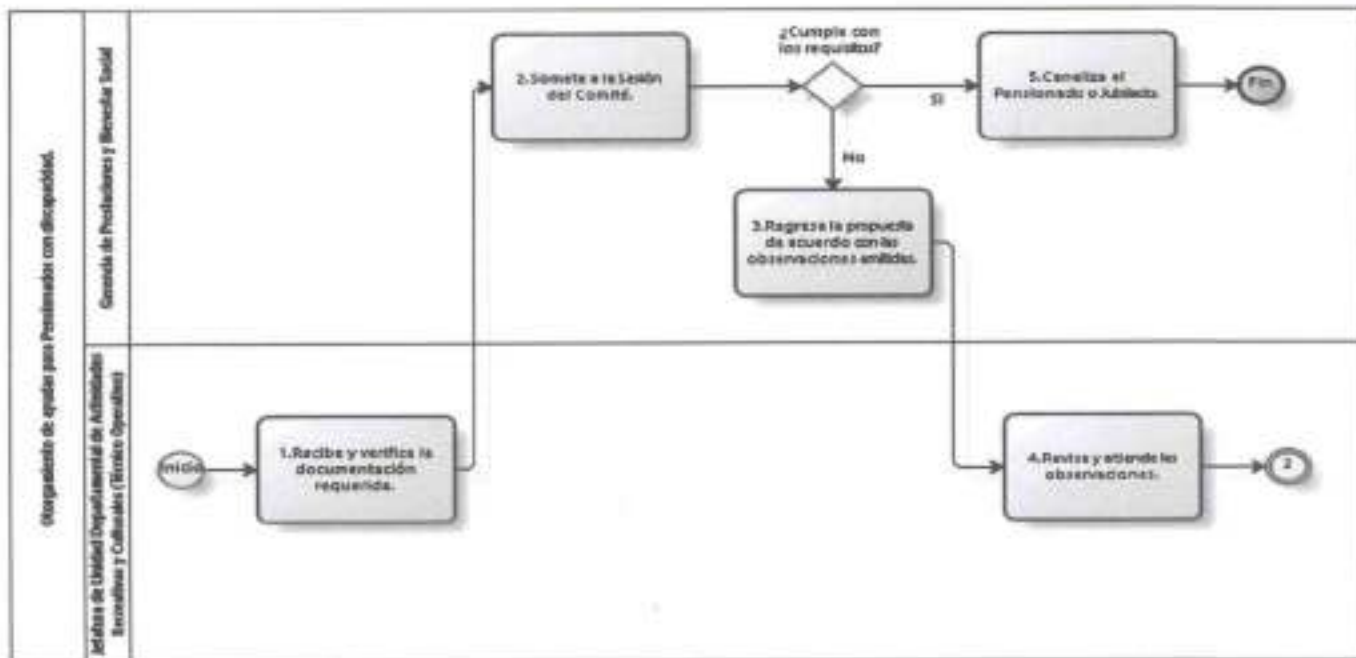 Otorgamiento de ayudas para Pensionados con discapacidad.
Gerencia de Prestaciones y Bienestar Social
Jefatura de Unidad Departamental de Actividades
Recreativas y Culturales (Técnico Operativo)
Inicio
1.Recibe y verifica la
documentación
requerida.
2.Somete a la Sesión
del Comité.
¿Cumple con
los requisitos?
Si
No
3.Regresa la propuesta
de acuerdo con las
observaciones emitidas.
4.Revisa y atiende las
observaciones.
2
5.Canaliza al
Pensionado o Jubilado.
Fin